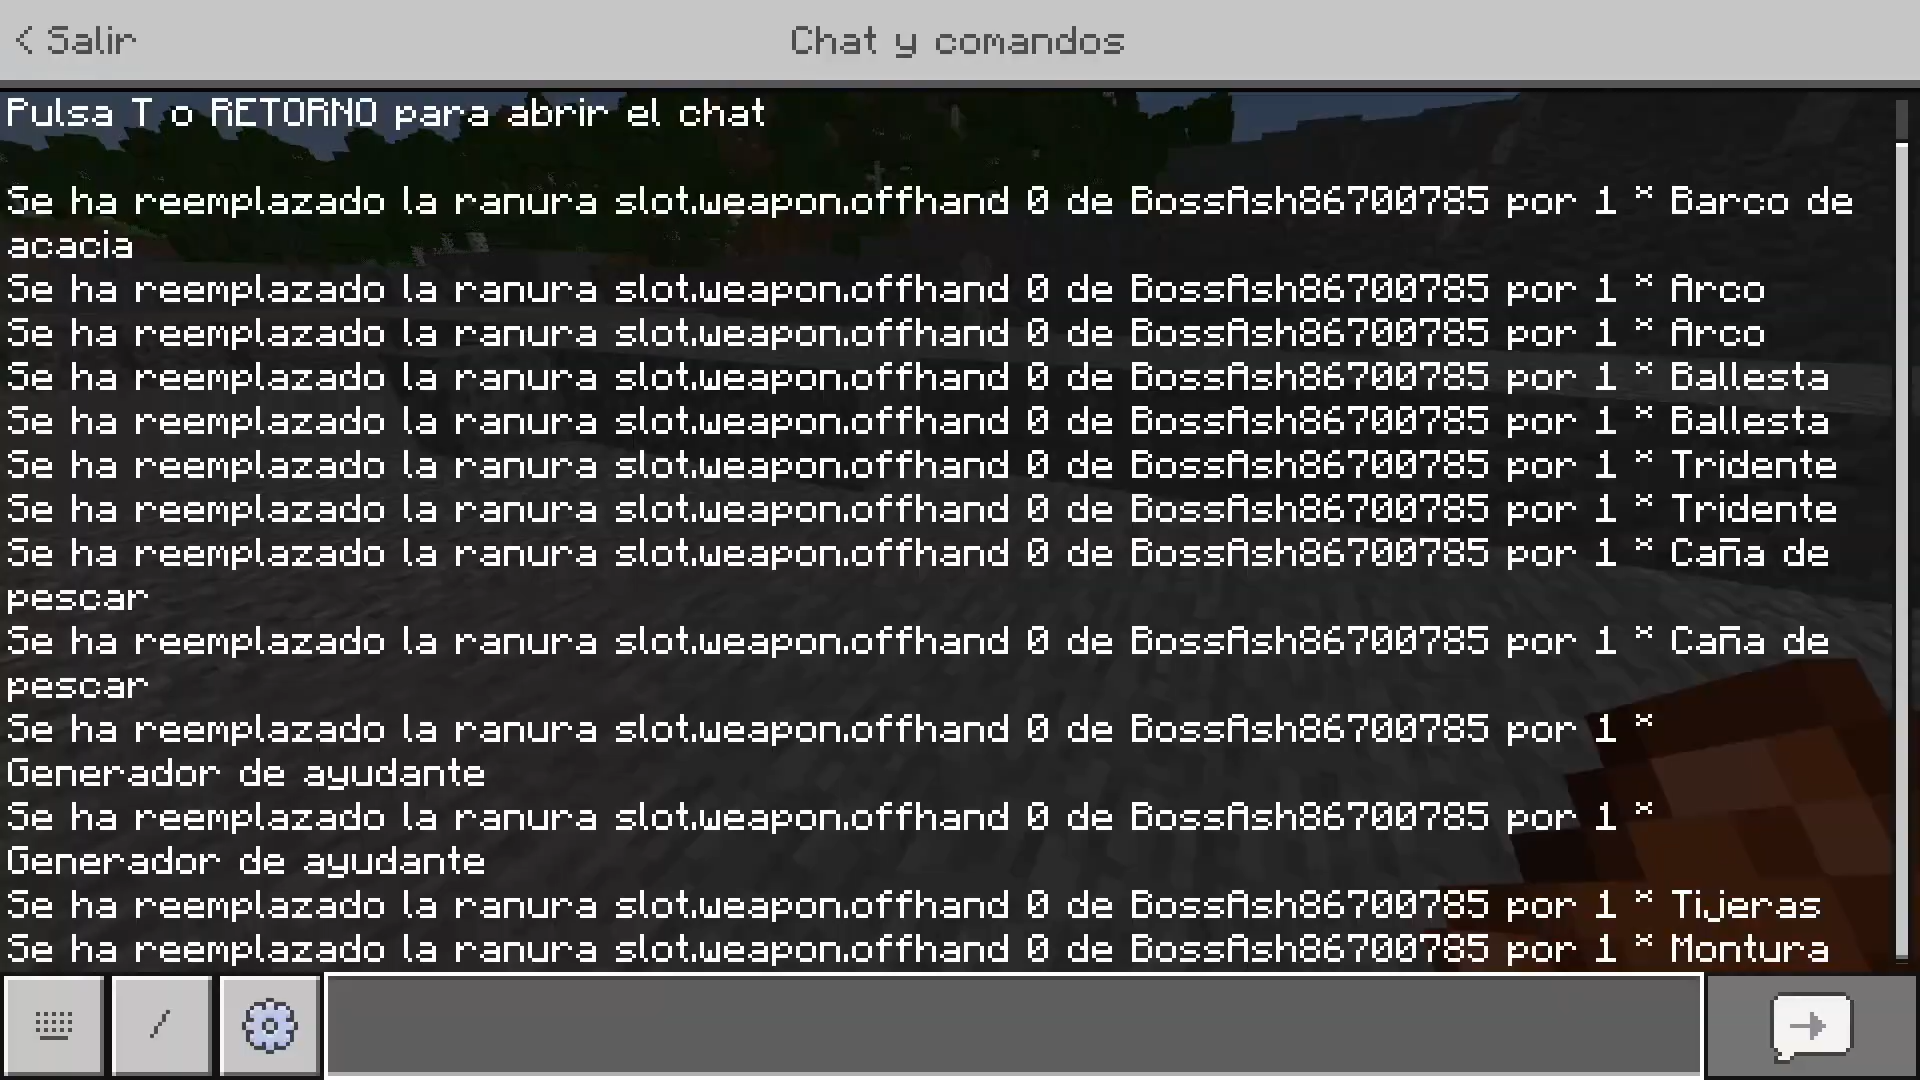 < Salir
Chat y comandos
Pulsa T o RETORNO para abrir el chat
Se ha reemplazado la ranura slot.weapon.offhand 0 de BossAsh86700785 por 1 * Barco de
acacia
Se ha reemplazado la ranura slot.weapon.offhand 0 de BossAsh86700785 por 1 * Arco
Se ha reemplazado la ranura slot.weapon.offhand 0 de BossAsh86700785 por 1 * Arco
Se ha reemplazado la ranura slot.weapon.offhand 0 de BossAsh86700785 por 1 * Ballesta
Se ha reemplazado la ranura slot.weapon.offhand 0 de BossAsh86700785 por 1 * Ballesta
Se ha reemplazado la ranura slot.weapon.offhand 0 de BossAsh86700785 por 1 * Tridente
Se ha reemplazado la ranura slot.weapon.offhand 0 de BossAsh86700785 por 1 * Tridente
Se ha reemplazado la ranura slot.weapon.offhand 0 de BossAsh86700785 por 1 * Caña de
pescar
Se ha reemplazado la ranura slot.weapon.offhand 0 de BossAsh86700785 por 1 * Caña de
pescar
Se ha reemplazado la ranura slot.weapon.offhand 0 de BossAsh86700785 por 1 *
Generador de ayudante
Se ha reemplazado la ranura slot.weapon.offhand 0 de BossAsh86700785 por 1 *
Generador de ayudante
Se ha reemplazado la ranura slot.weapon.offhand 0 de BossAsh86700785 por 1 * Tijeras
Se ha reemplazado la ranura slot.weapon.offhand 0 de BossAsh86700785 por 1 * Montura
/